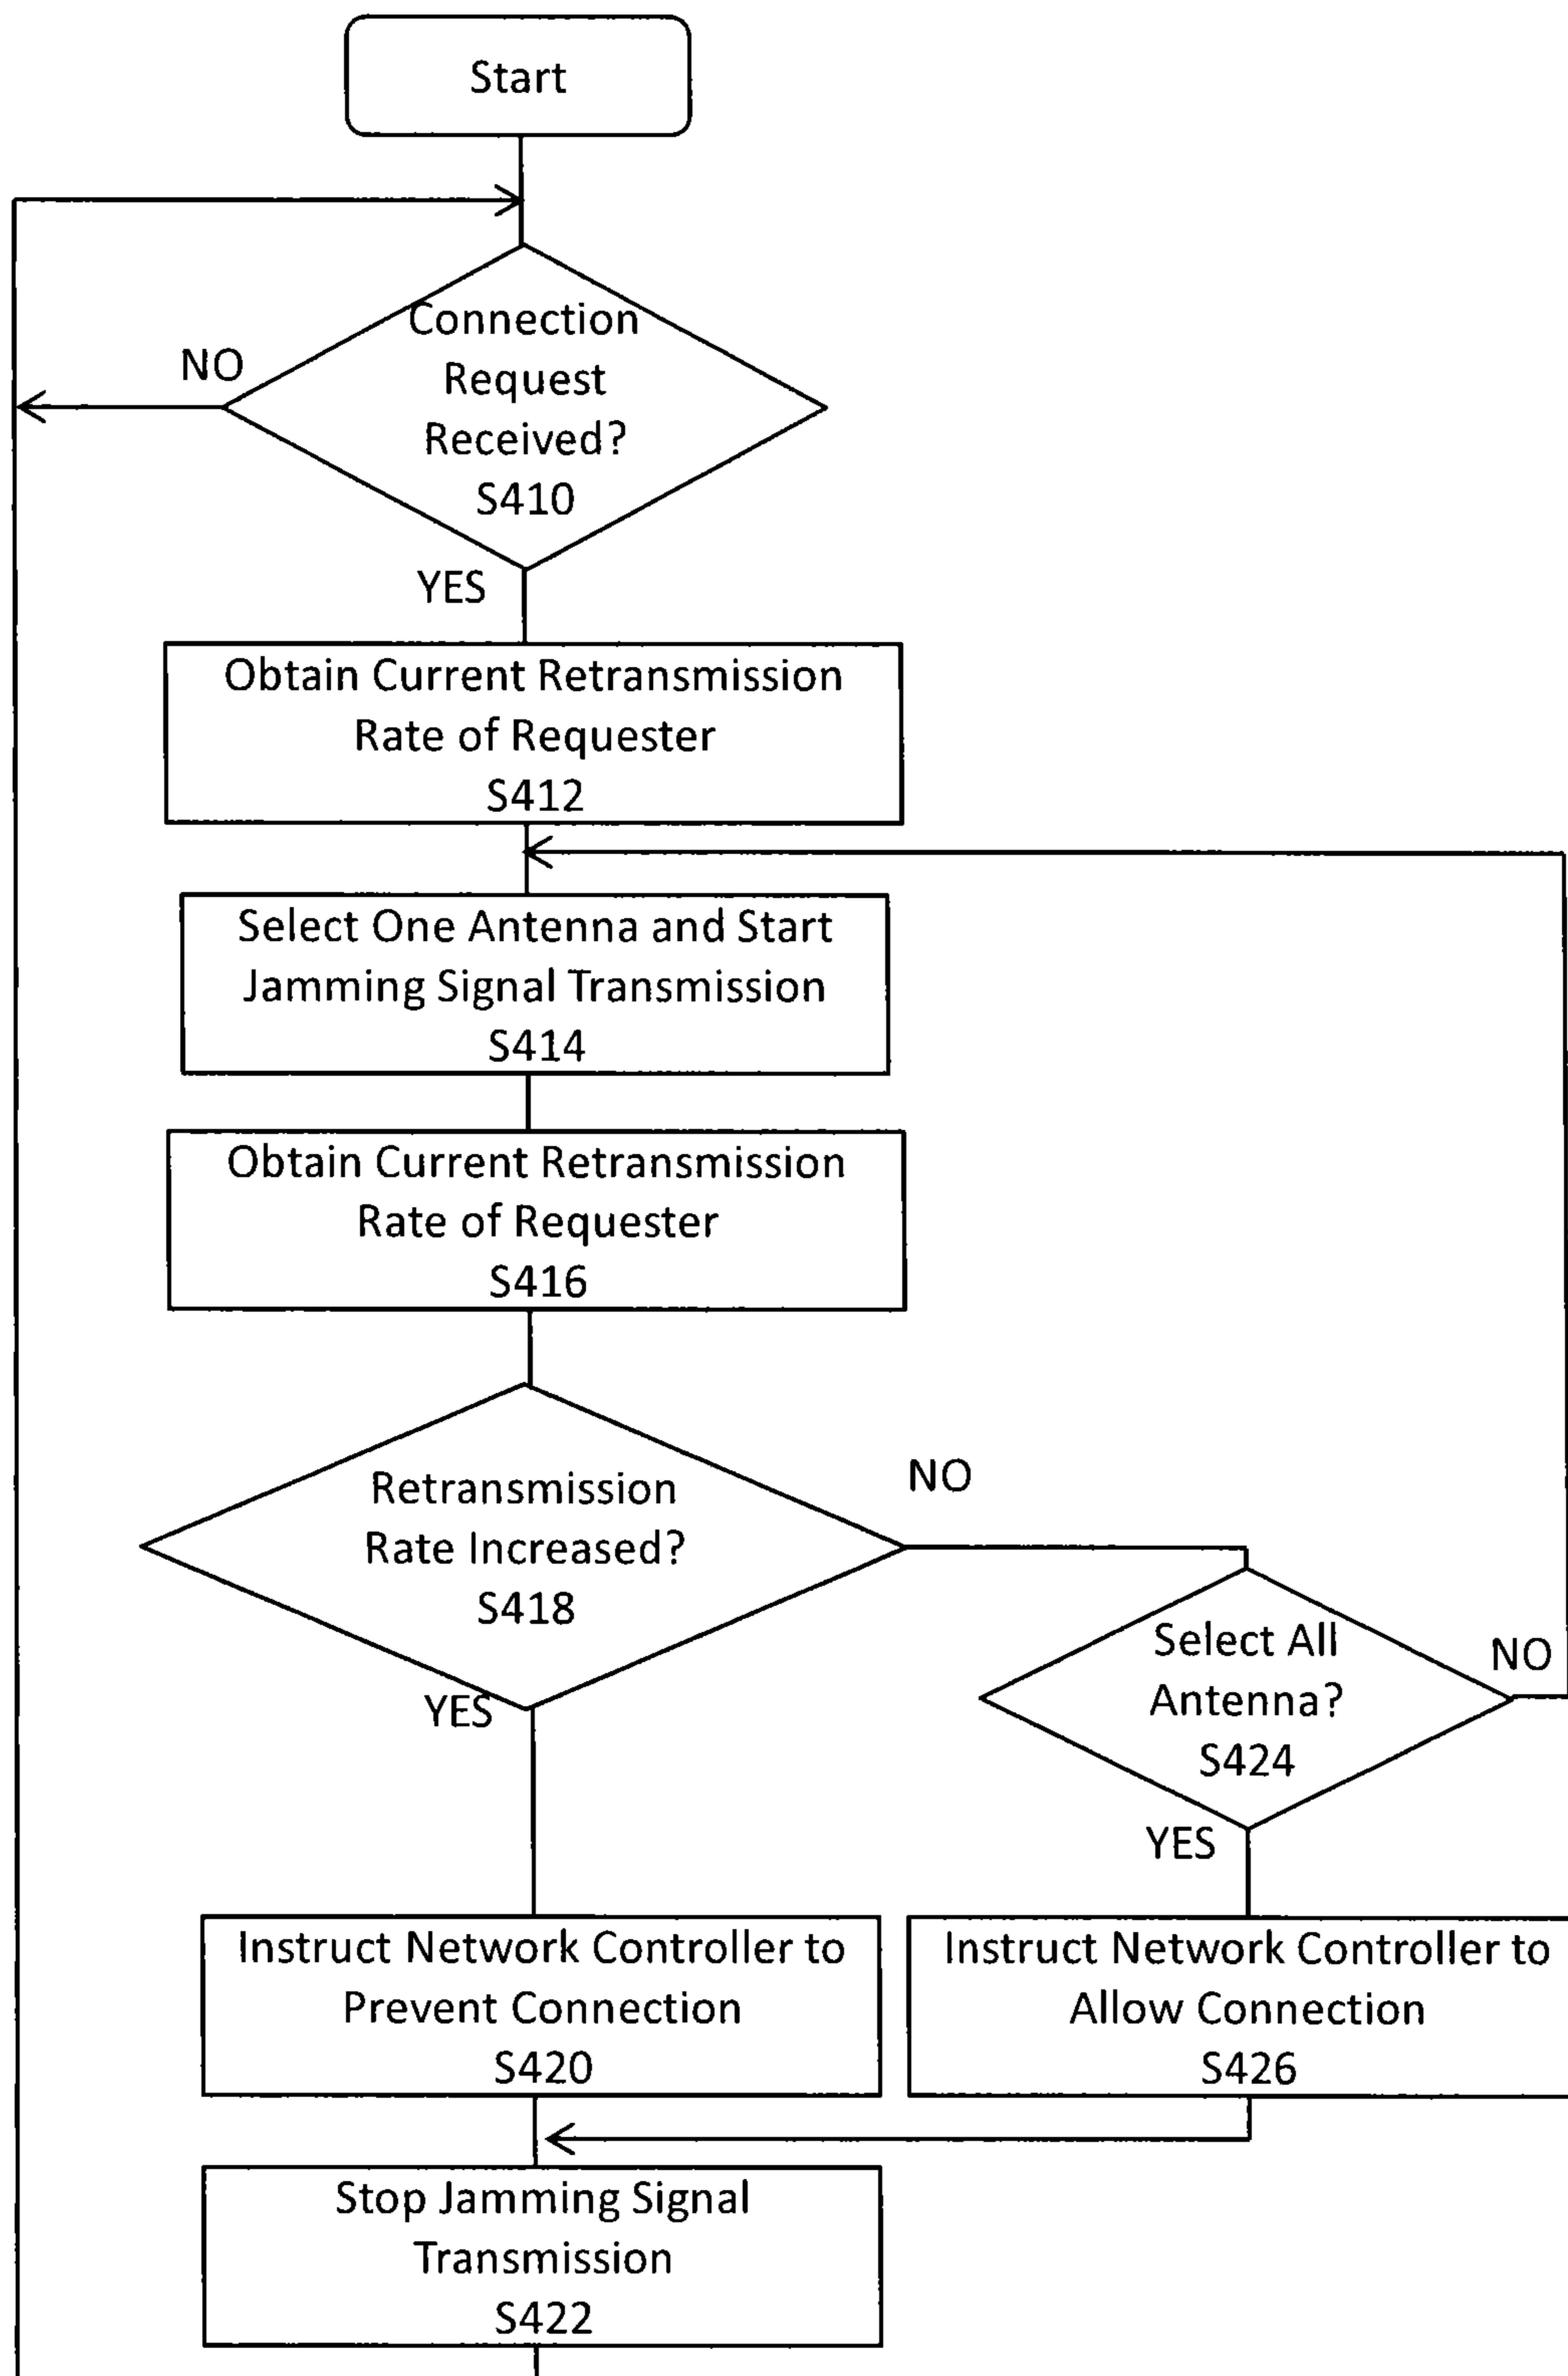 Start
Connection
Request
Received?
S410
NO
YES
Obtain Current Retransmission
Rate of Requester
S412
Select One Antenna and Start
Jamming Signal Transmission
S414
Obtain Current Retransmission
Rate of Requester
S416
Retransmission
Rate Increased?
S418
NO
YES
Select All
Antenna?
S424
NO
YES
Instruct Network Controller to
Prevent Connection
S420
Instruct Network Controller to
Allow Connection
S426
Stop Jamming Signal
Transmission
S422